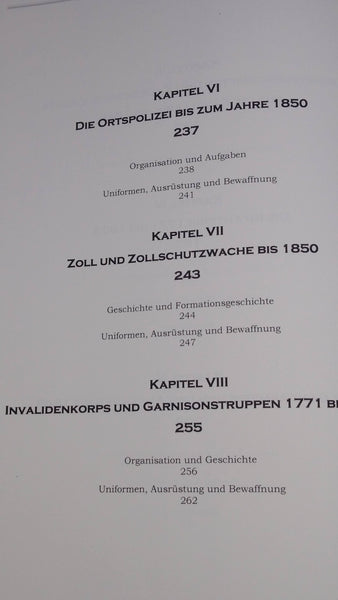 KAPITEL VI
DIE ORTSPOLIZEI BIS ZUM JAHRE 1850
237
Organisation und Aufgaben
238
Uniformen, Ausrüstung und Bewaffnung
241
KAPITEL VII
ZOLL UND ZOLLSCHUTZWACHE BIS 1850
243
Geschichte und Formationsgeschichte
244
Uniformen, Ausrüstung und Bewaffnung
247
KAPITEL VIII
INVALIDENKORPS UND GARNISONSTRUPPEN 1771
255
Organisation und Geschichte
256
Uniformen, Ausrüstung und Bewaffnung
262